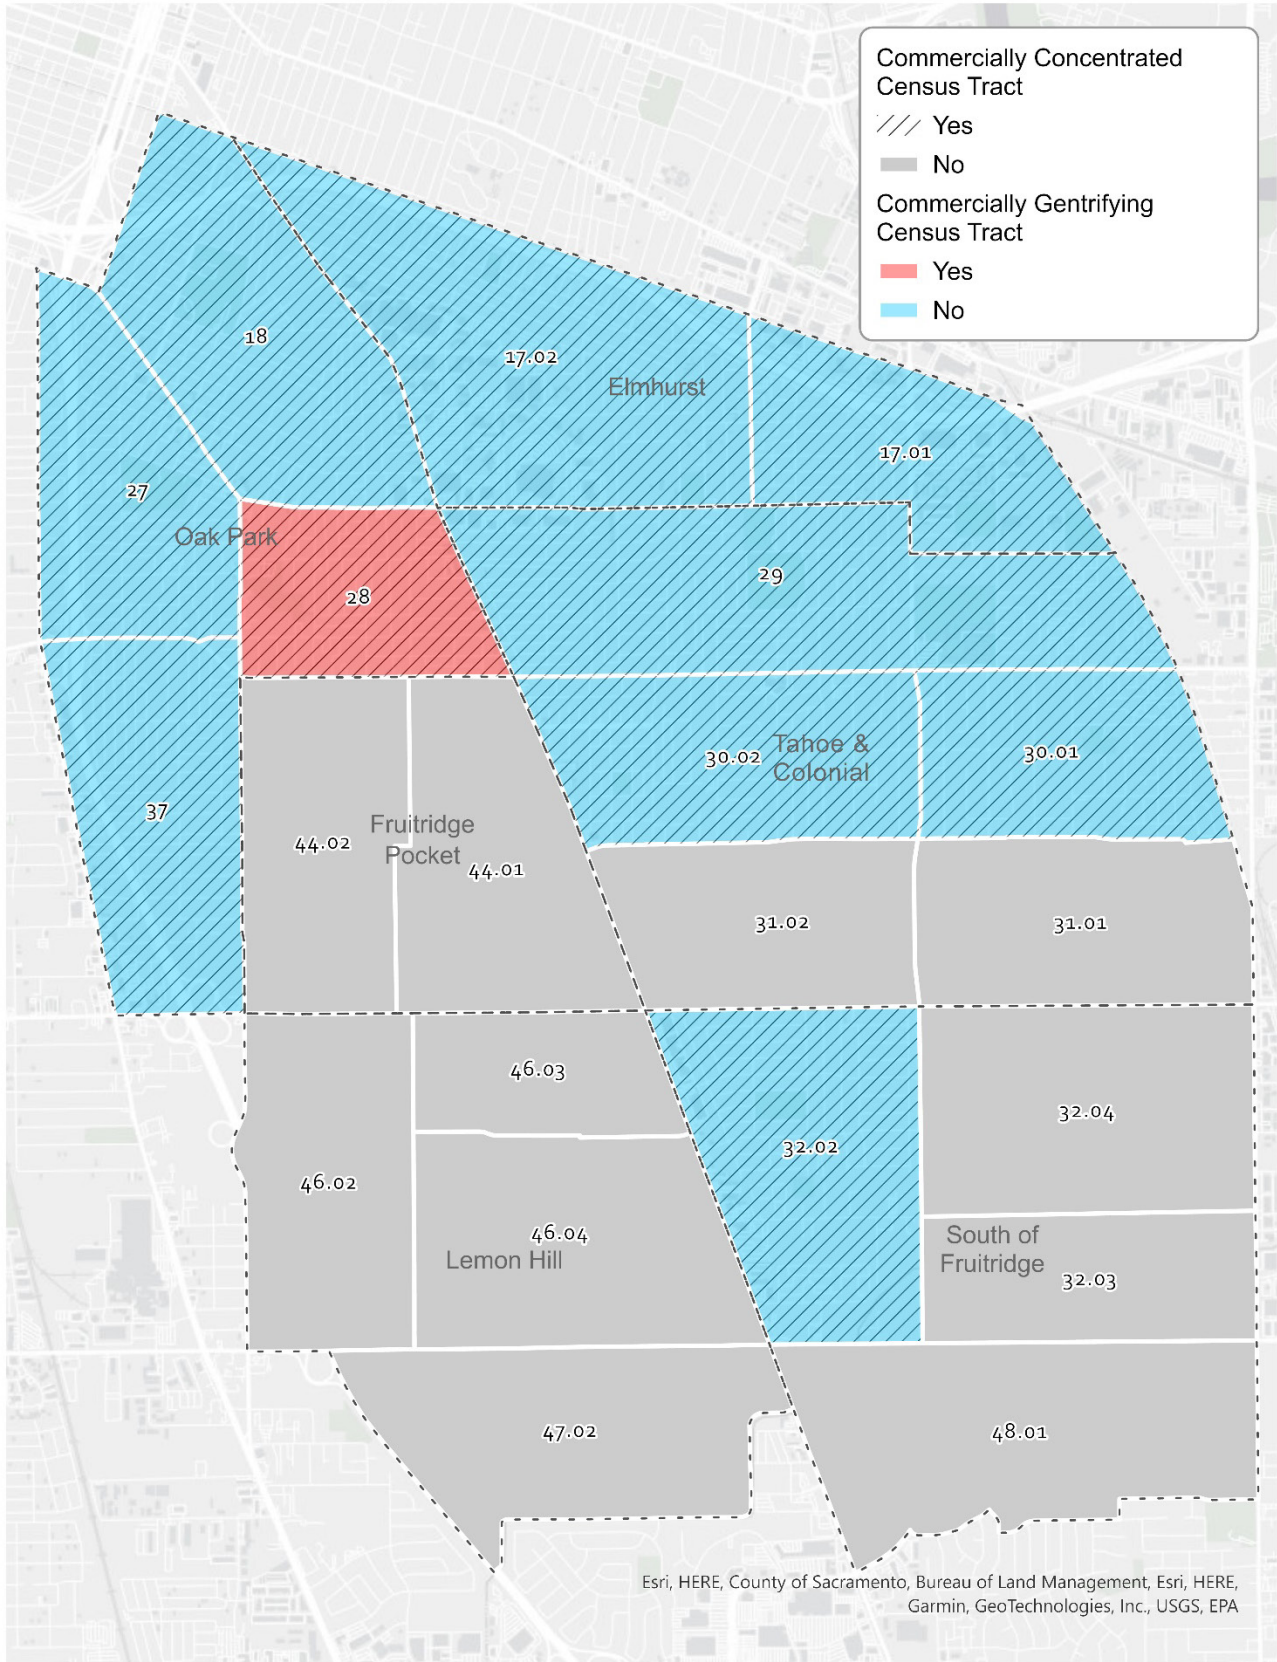 Commercially Concentrated
Census Tract
Yes
No
Commercially Gentrifying
Census Tract
Yes
No
18
17.02
Elmhurst
17.01
27
Oak Park
28
29
30.02
Tahoe &
Colonial
30.01
37
44.02
Fruitridge
Pocket
44.01
31.02
31.01
46.03
32.04
46.02
32.02
46.04
Lemon Hill
South of
Fruitridge
32.03
47.02
48.01
Esri, HERE, County of Sacramento, Bureau of Land Management, Esri, HERE,
Garmin, GeoTechnologies, Inc., USGS, EPA